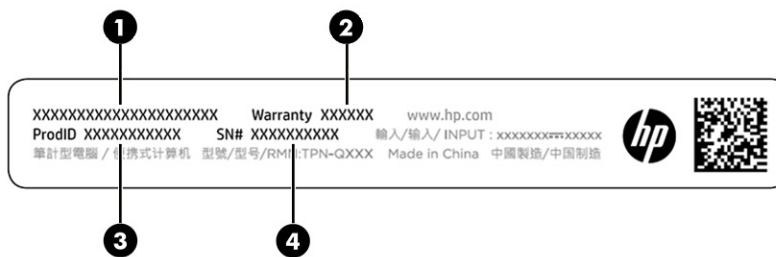 1
2
XXXXXXXXXXXXXXXXXXXXX Warranty XXXXXX www.hp.com
ProdID XXXXXXXXXXX SN# XXXXXXXXXX 輸入/输入/ INPUT : xxxxxxxx⎓xxxxx
筆計型電腦 / 便携式计算机 型號/型号/RMN:TPN-QXXX Made in China 中國製造/中国制造
hp
3
4